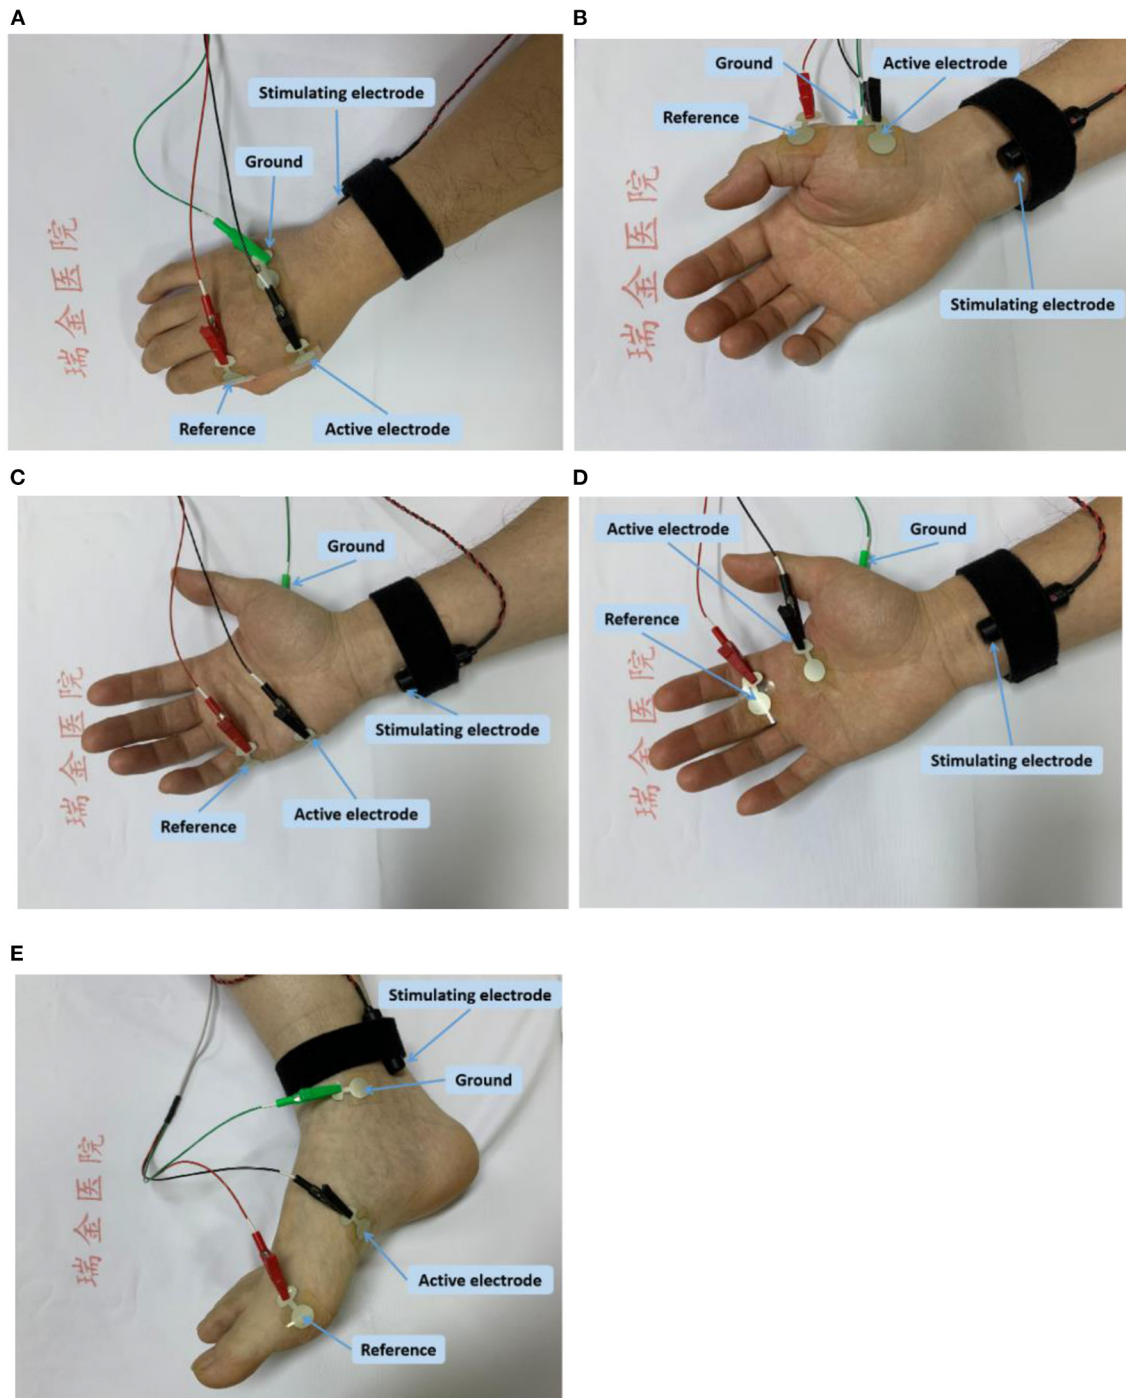 A
Stimulating electrode
Ground
Reference
Active electrode
瑞金医院
B
Ground
Active electrode
Reference
Stimulating electrode
瑞金医院
C
Ground
Stimulating electrode
Active electrode
Reference
瑞金医院
D
Active electrode
Ground
Reference
Stimulating electrode
瑞金医院
E
Stimulating electrode
Ground
Active electrode
Reference
瑞金医院